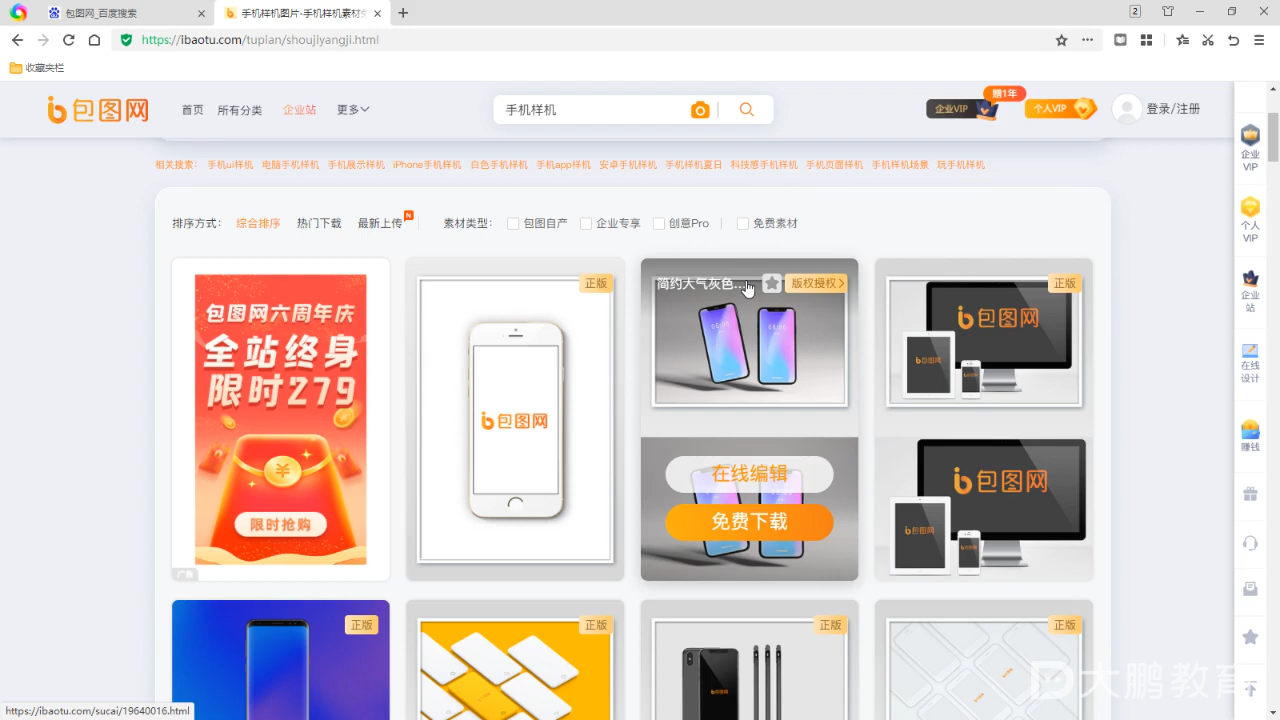 包图网_百度搜索
手机样机图片-手机样机素材
2
https://ibaotu.com/tupian/shoujiyangji.html
收藏夹栏
包图网
首页 所有分类 企业站 更多
手机样机
企业VIP
赠1年
个人VIP
登录/注册
相关搜索: 手机ui样机 电脑手机样机 手机展示样机 iPhone手机样机 白色手机样机 手机app样机 安卓手机样机 手机样机夏日 科技感手机样机 手机页面样机 手机样机场景 玩手机样机
排序方式: 综合排序 热门下载 最新上传 N 素材类型: 包图自产 企业专享 创意Pro 免费素材
包图网六周年庆
全站终身
限时279
限时抢购
广告
正版
包图网
简约大气灰色...
版权授权
在线编辑
免费下载
正版
包图网
包图网
包图网
包图网
正版
正版
正版
正版
企业
VIP
个人
VIP
企业
站
在线
设计
赚钱
大鹏教育
https://ibaotu.com/sucai/19640016.html